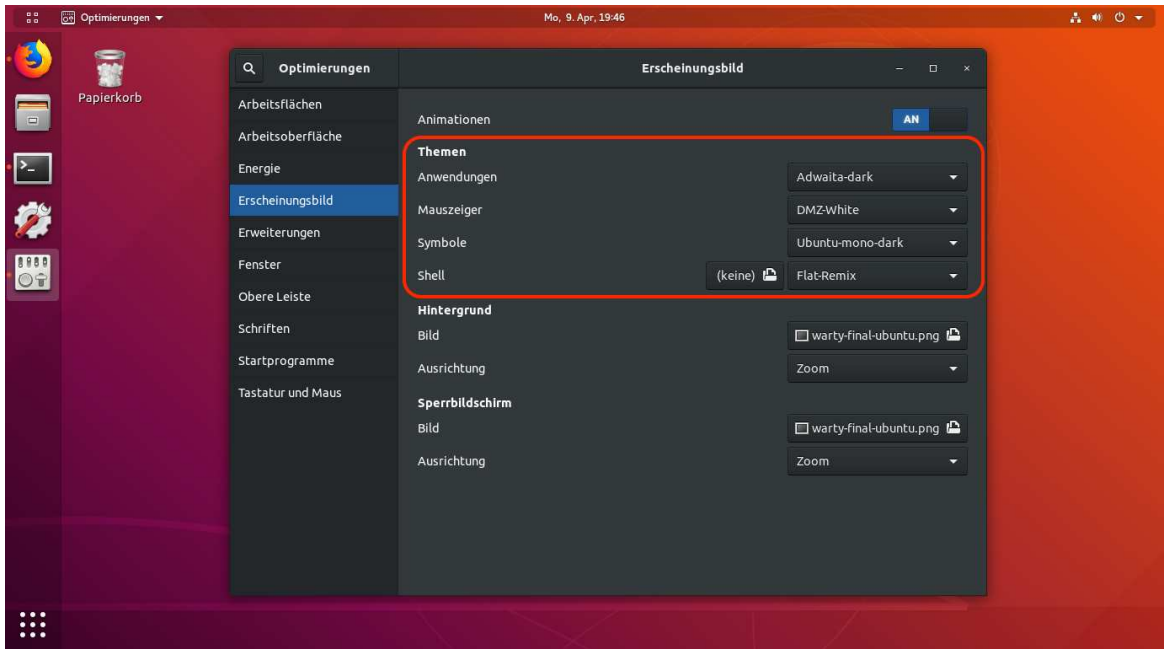 Optimierungen
Mo, 9. Apr, 19:46
Papierkorb
Optimierungen
Erscheinungsbild
Arbeitsflächen
Arbeitsoberfläche
Energie
Erscheinungsbild
Erweiterungen
Fenster
Obere Leiste
Schriften
Startprogramme
Tastatur und Maus
Animationen AN
Themen
Anwendungen Adwaita-dark
Mauszeiger DMZ-White
Symbole Ubuntu-mono-dark
Shell (keine) Flat-Remix
Hintergrund
Bild warty-final-ubuntu.png
Ausrichtung Zoom
Sperrbildschirm
Bild warty-final-ubuntu.png
Ausrichtung Zoom